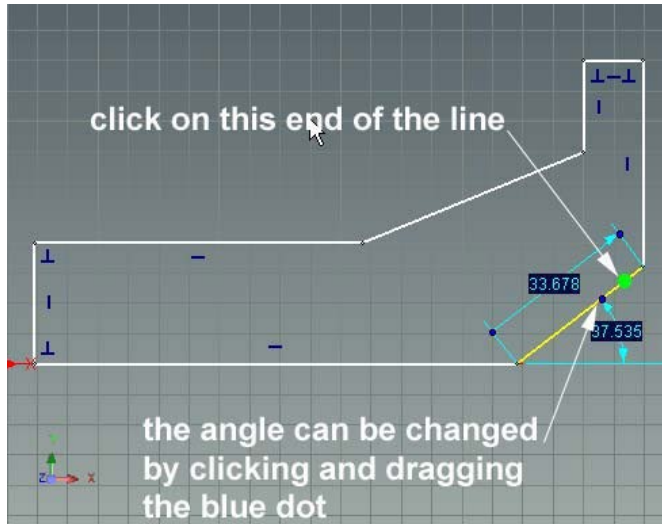 click on this end of the line
33.678
37.535
the angle can be changed
by clicking and dragging
the blue dot
Y
Z
X